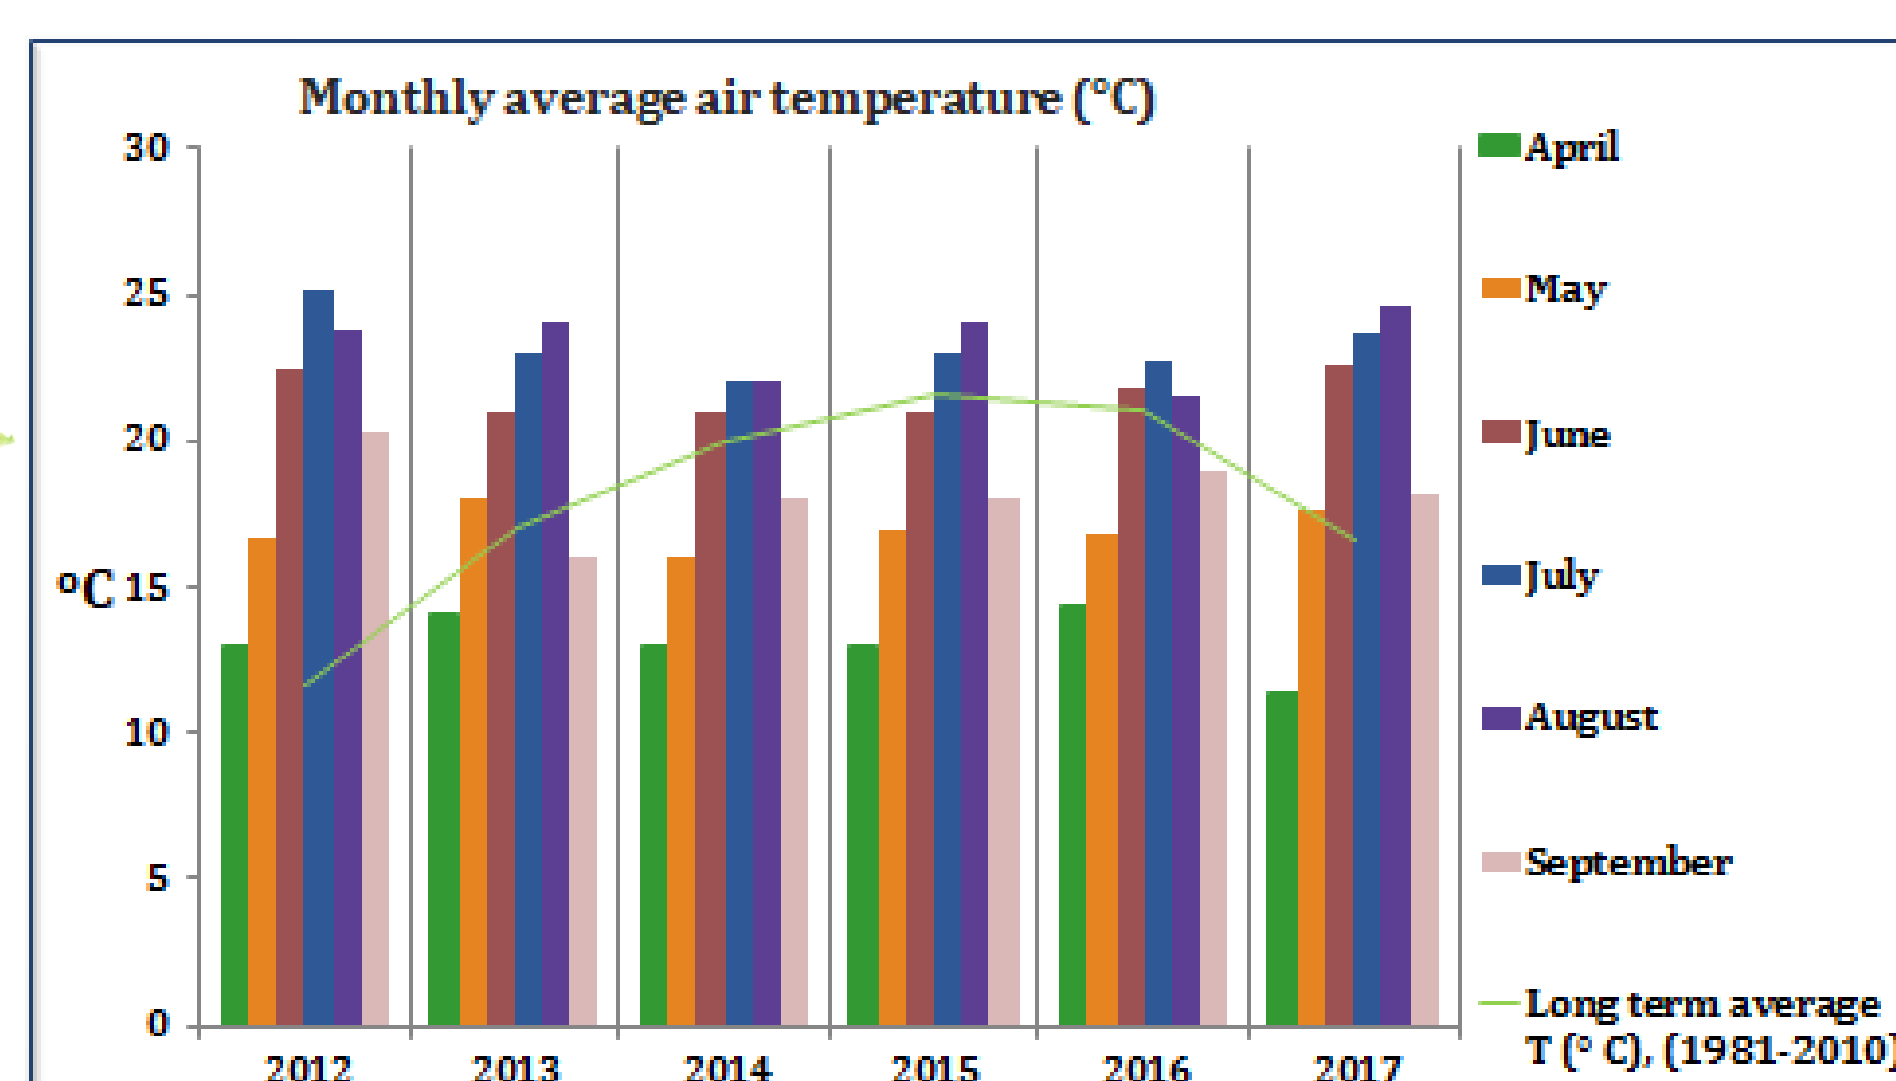 Monthly average air temperature (°C)
30
25
20
ºC 15
10
5
0
2012 2013 2014 2015 2016 2017
April
May
June
July
August
September
Long term average
T (° C), (1981-2010)